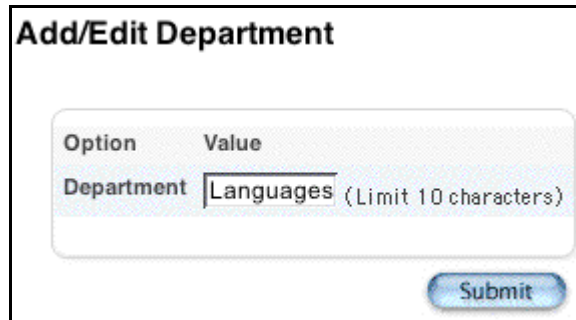 Add/Edit Department
Option Value
Department Languages (Limit 10 characters)
Submit